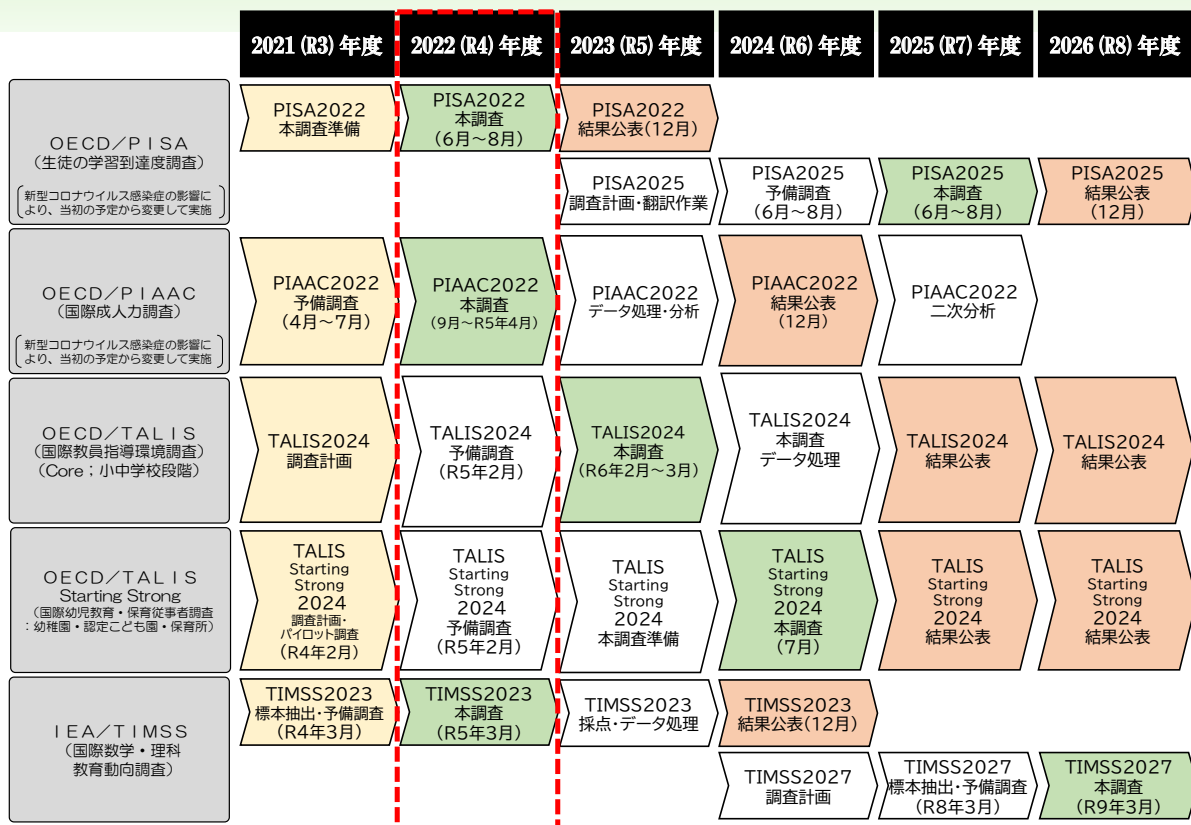 2021 (R3) 年度
2022 (R4) 年度
2023 (R5) 年度
2024 (R6) 年度
2025 (R7) 年度
2026 (R8) 年度
OECD/PISA
(生徒の学習到達度調査)
新型コロナウイルス感染症の影響に
より、当初の予定から変更して実施
PISA2022
本調査準備
PISA2022
本調査
(6月～8月)
PISA2022
結果公表(12月)
PISA2025
調査計画・翻訳作業
PISA2025
予備調査
(6月～8月)
PISA2025
本調査
(6月～8月)
PISA2025
結果公表
(12月)
OECD/PIAAC
(国際成人力調査)
新型コロナウイルス感染症の影響に
より、当初の予定から変更して実施
PIAAC2022
予備調査
(4月～7月)
PIAAC2022
本調査
(9月～R5年4月)
PIAAC2022
データ処理・分析
PIAAC2022
結果公表
(12月)
PIAAC2022
二次分析
OECD/TALIS
(国際教員指導環境調査)
(Core；小中学校段階)
TALIS2024
調査計画
TALIS2024
予備調査
(R5年2月)
TALIS2024
本調査
(R6年2月～3月)
TALIS2024
本調査
データ処理
TALIS2024
結果公表
TALIS2024
結果公表
OECD/TALIS
Starting Strong
(国際幼児教育・保育従事者調査
：幼稚園・認定こども園・保育所)
TALIS
Starting
Strong
2024
調査計画・
パイロット調査
(R4年2月)
TALIS
Starting
Strong
2024
予備調査
(R5年2月)
TALIS
Starting
Strong
2024
本調査準備
TALIS
Starting
Strong
2024
本調査
(7月)
TALIS
Starting
Strong
2024
結果公表
TALIS
Starting
Strong
2024
結果公表
IEA/TIMSS
(国際数学・理科
教育動向調査)
TIMSS2023
標本抽出・予備調査
(R4年3月)
TIMSS2023
本調査
(R5年3月)
TIMSS2023
採点・データ処理
TIMSS2023
結果公表(12月)
TIMSS2027
調査計画
TIMSS2027
標本抽出・予備調査
(R8年3月)
TIMSS2027
本調査
(R9年3月)